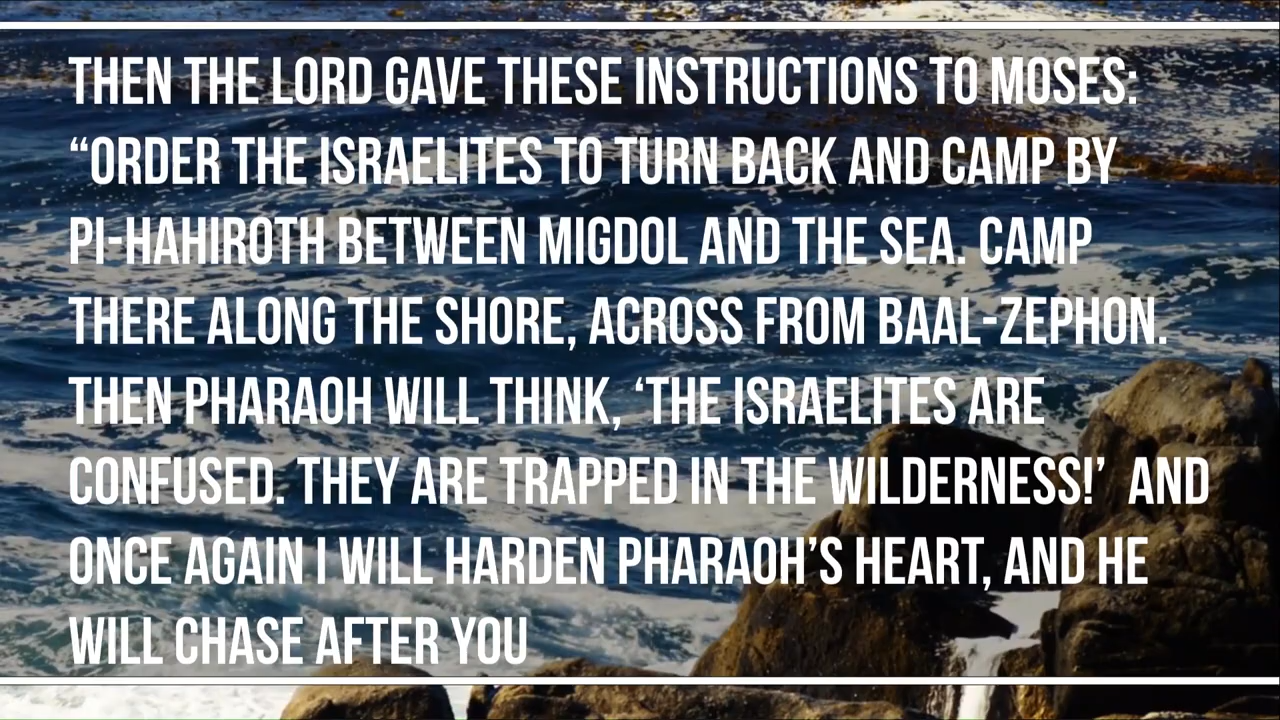 THEN THE LORD GAVE THESE INSTRUCTIONS TO MOSES:
“ORDER THE ISRAELITES TO TURN BACK AND CAMP BY
PI-HAHIROTH BETWEEN MIGDOL AND THE SEA. CAMP
THERE ALONG THE SHORE, ACROSS FROM BAAL-ZEPHON.
THEN PHARAOH WILL THINK, ‘THE ISRAELITES ARE
CONFUSED. THEY ARE TRAPPED IN THE WILDERNESS!’ AND
ONCE AGAIN I WILL HARDEN PHARAOH’S HEART, AND HE
WILL CHASE AFTER YOU